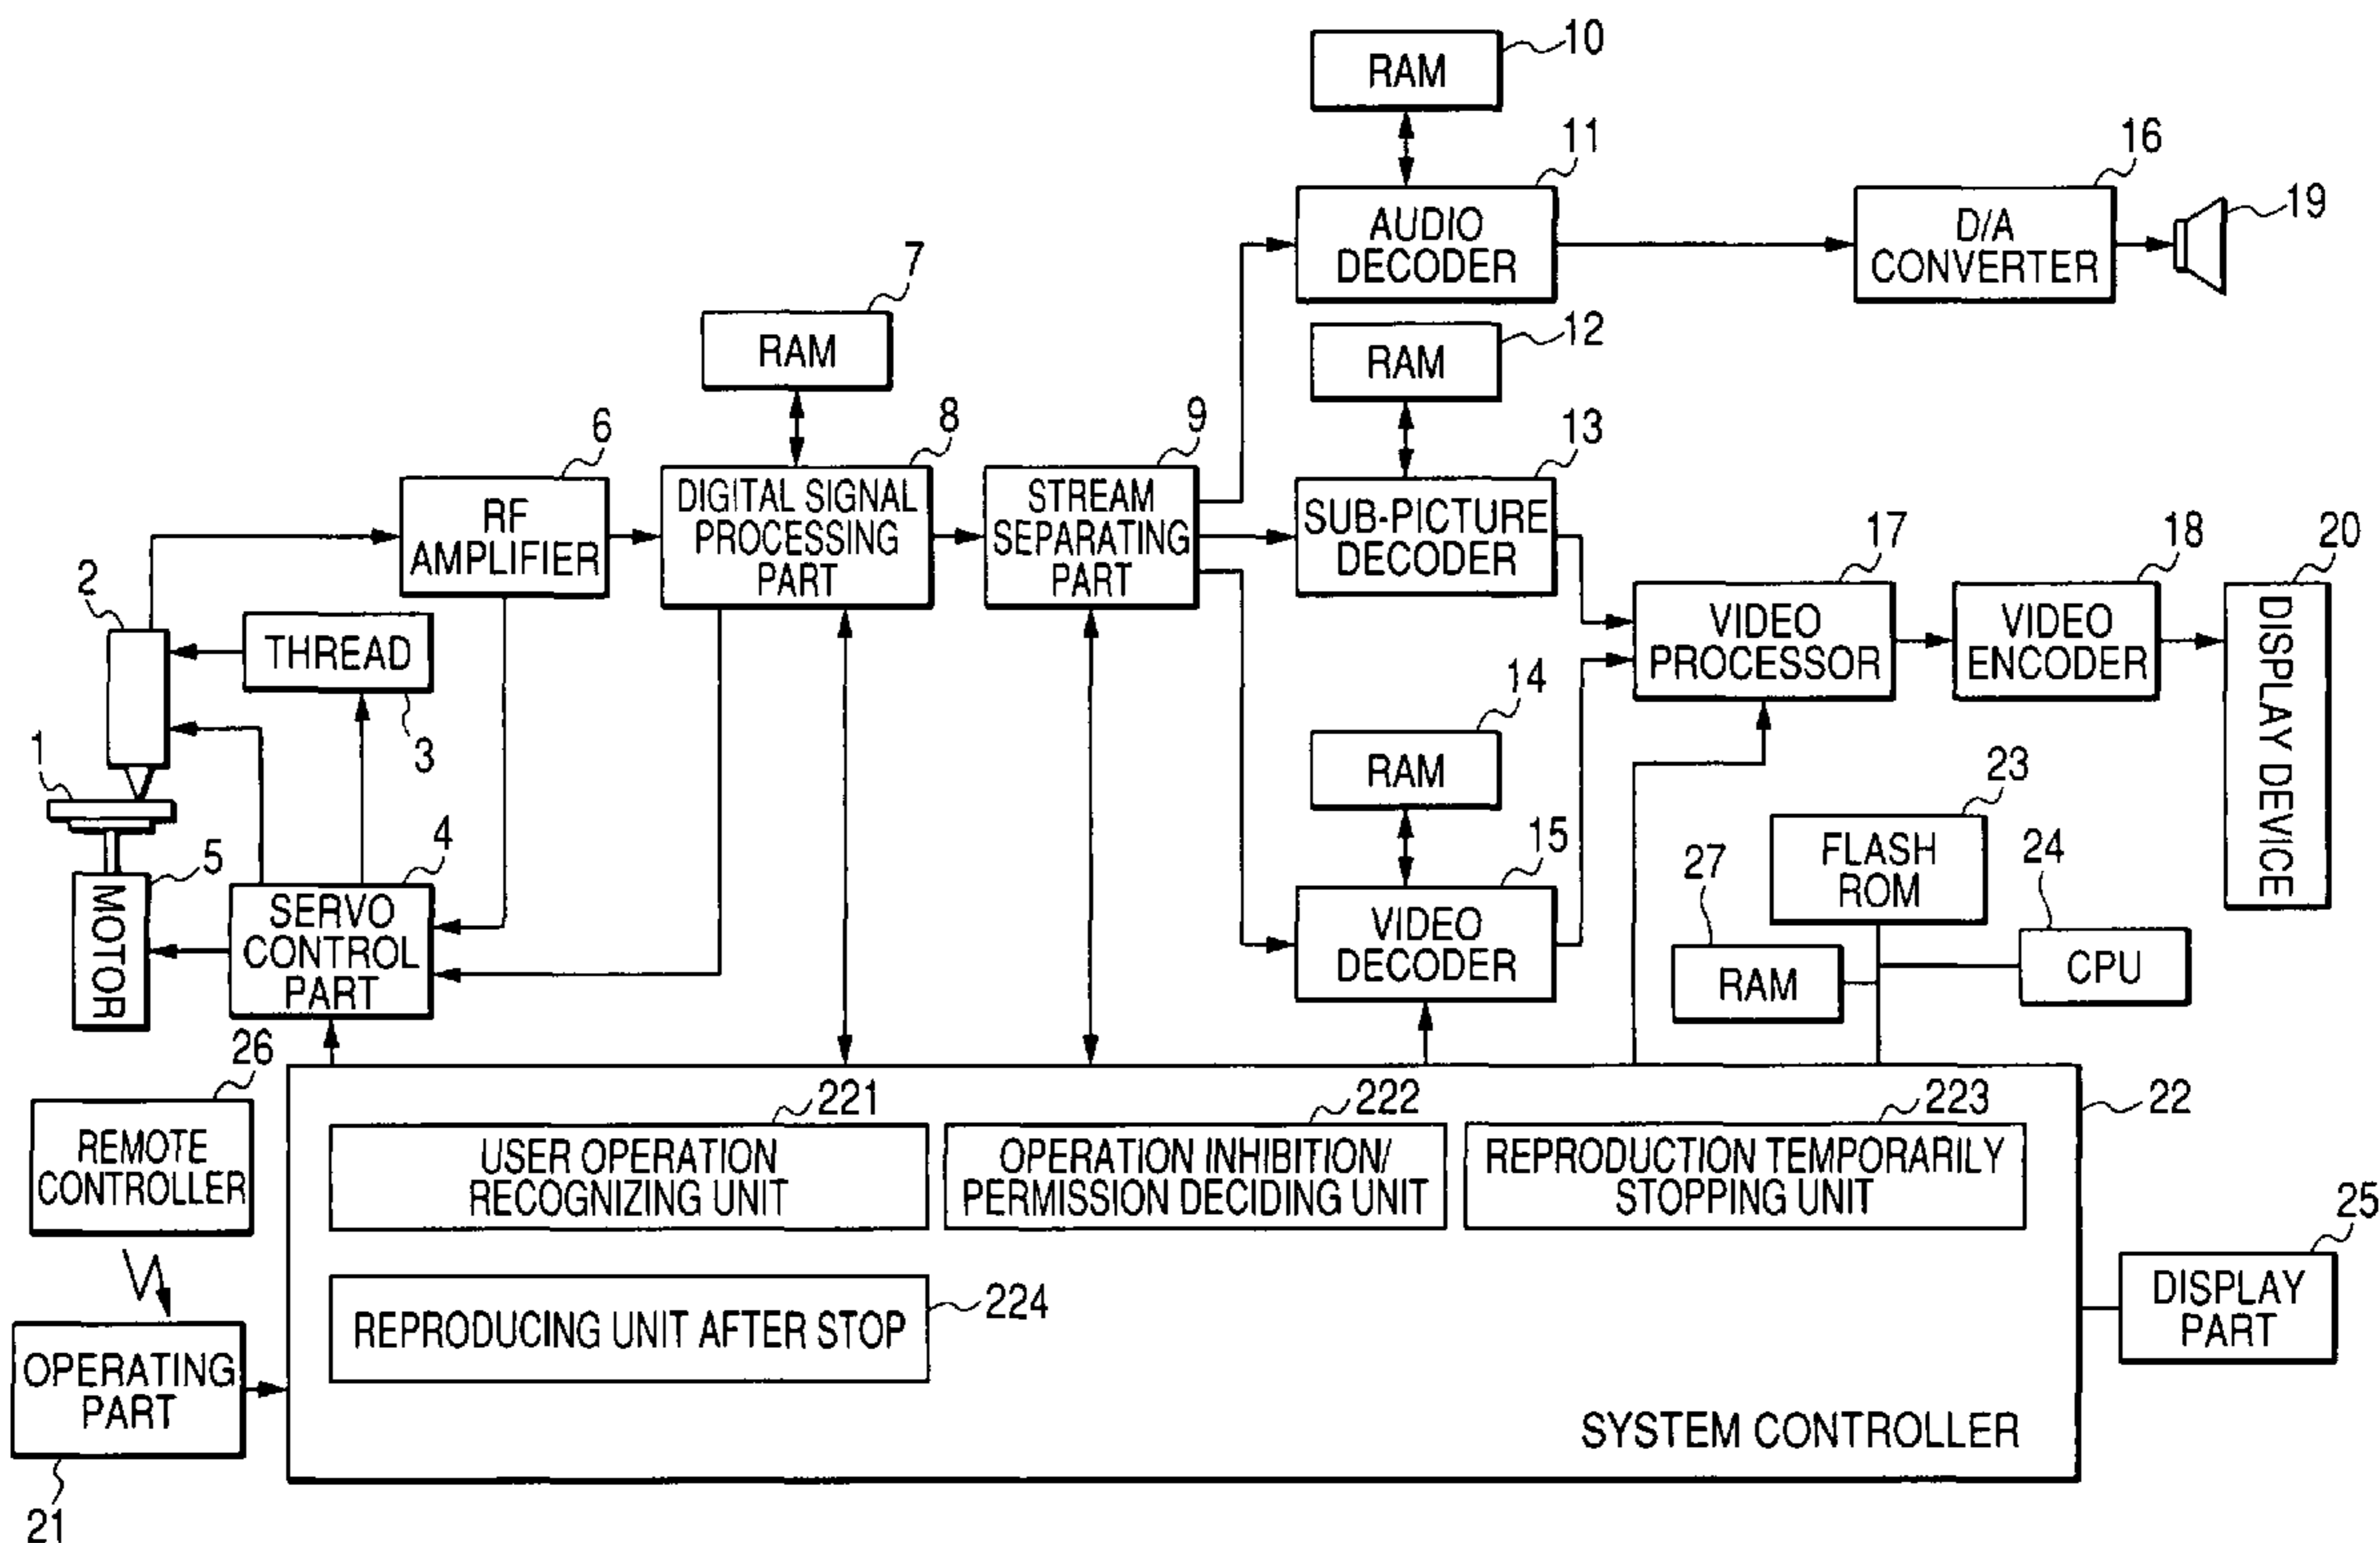 10
RAM
11
AUDIO
DECODER
16
D/A
CONVERTER
19
7
RAM
12
RAM
6
RF
AMPLIFIER
8
DIGITAL SIGNAL
PROCESSING
PART
9
STREAM
SEPARATING
PART
13
SUB-PICTURE
DECODER
17
VIDEO
PROCESSOR
18
VIDEO
ENCODER
20
DISPLAY DEVICE
2
THREAD
3
14
RAM
1
5
MOTOR
4
SERVO
CONTROL
PART
15
VIDEO
DECODER
23
FLASH
ROM
27
RAM
24
CPU
26
REMOTE
CONTROLLER
221
USER OPERATION
RECOGNIZING UNIT
222
OPERATION INHIBITION/
PERMISSION DECIDING UNIT
223
REPRODUCTION TEMPORARILY
STOPPING UNIT
22
224
REPRODUCING UNIT AFTER STOP
25
DISPLAY
PART
OPERATING
PART
21
SYSTEM CONTROLLER